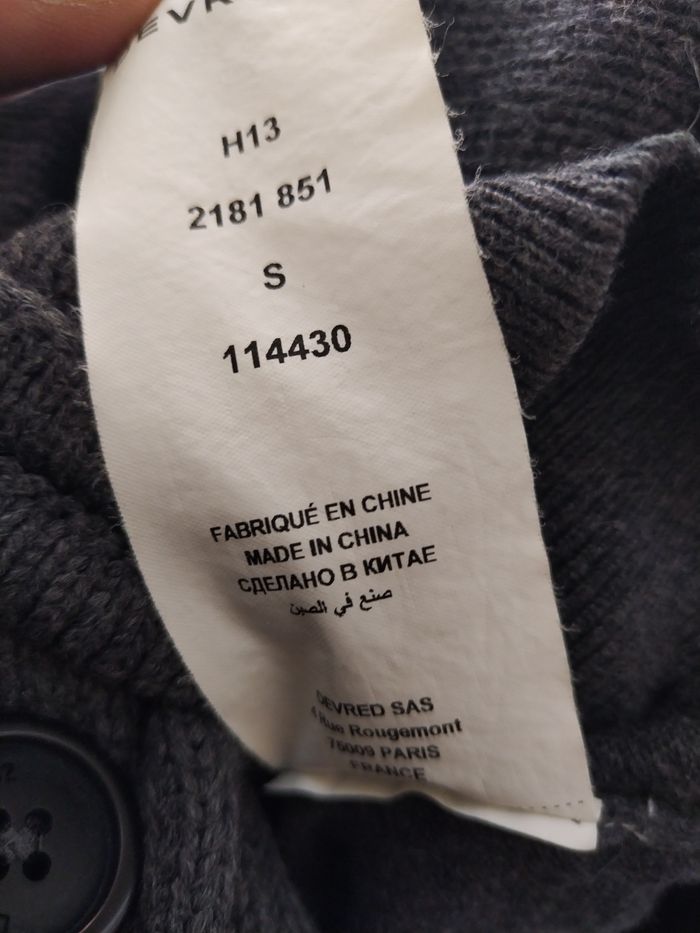 H13
2181 851
S
114430
FABRIQUÉ EN CHINE
MADE IN CHINA
СДЕЛАНО В КИТАЕ
صنع في الصين
DEVRED SAS
4 Rue Rougemont
75009 PARIS
FRANCE